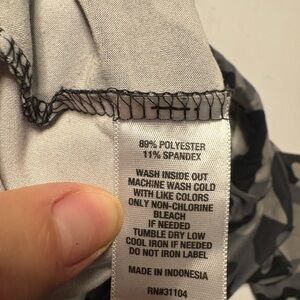 89% POLYESTER
11% SPANDEX
WASH INSIDE OUT
MACHINE WASH COLD
WITH LIKE COLORS
ONLY NON-CHLORINE
BLEACH
IF NEEDED
TUMBLE DRY LOW
COOL IRON IF NEEDED
DO NOT IRON LABEL
MADE IN INDONESIA
RN#31104